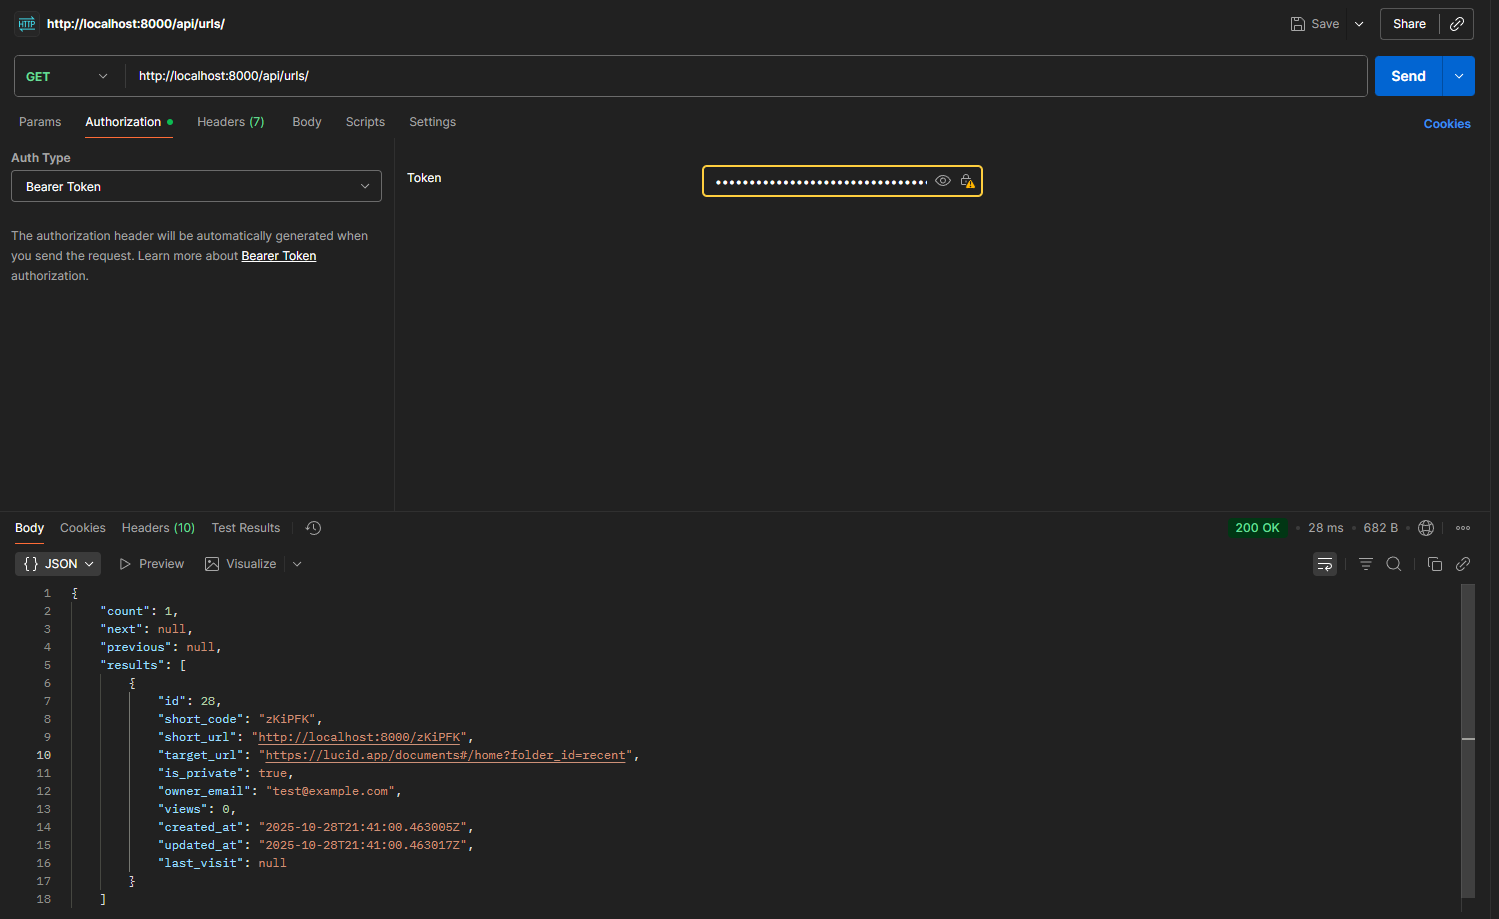 HTTP http://localhost:8000/api/urls/ Save Share
GET http://localhost:8000/api/urls/ Send
Params Authorization Headers (7) Body Scripts Settings Cookies
Auth Type
Bearer Token
Token
The authorization header will be automatically generated when
you send the request. Learn more about Bearer Token
authorization.
Body Cookies Headers (10) Test Results 200 OK 28 ms 682 B
{} JSON Preview Visualize
1 {
2 "count": 1,
3 "next": null,
4 "previous": null,
5 "results": [
6 {
7 "id": 28,
8 "short_code": "zKiPFK",
9 "short_url": "http://localhost:8000/zKiPFK",
10 "target_url": "https://lucid.app/documents#/home?folder_id=recent",
11 "is_private": true,
12 "owner_email": "test@example.com",
13 "views": 0,
14 "created_at": "2025-10-28T21:41:00.463005Z",
15 "updated_at": "2025-10-28T21:41:00.463017Z",
16 "last_visit": null
17 }
18 ]